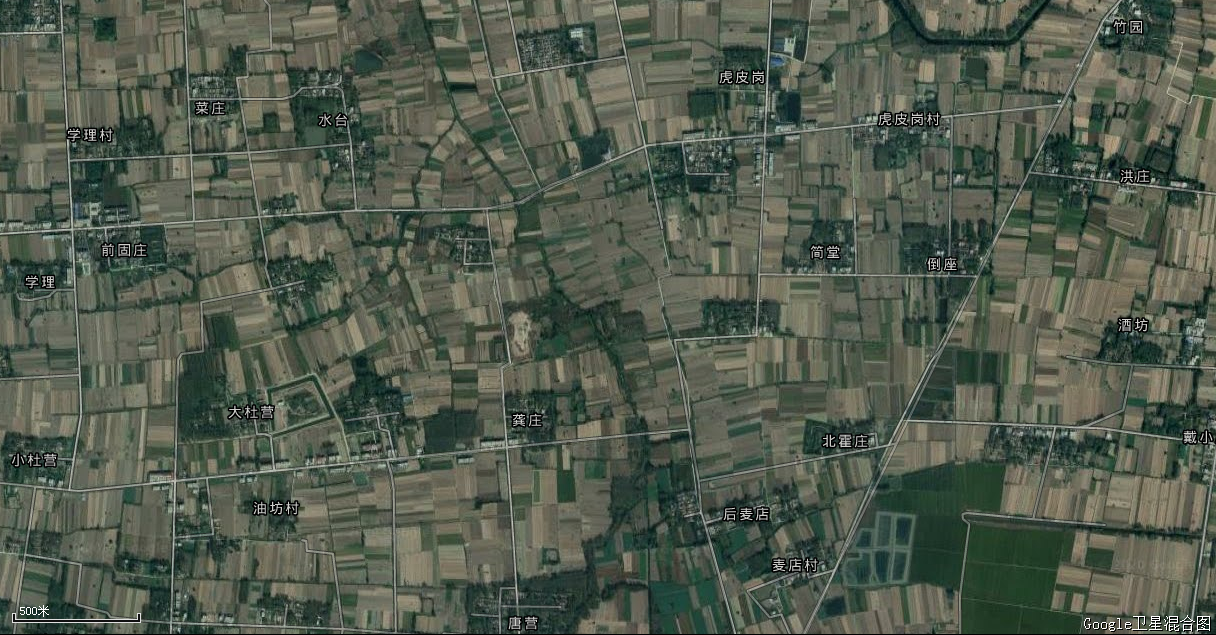 竹园
虎皮岗
菜庄
水台
虎皮岗村
学理村
洪庄
前固庄
简堂
倒座
学理
酒坊
大杜营
龚庄
北霍庄
戴小
小杜营
油坊村
后麦店
麦店村
500米
唐营
Google卫星混合图